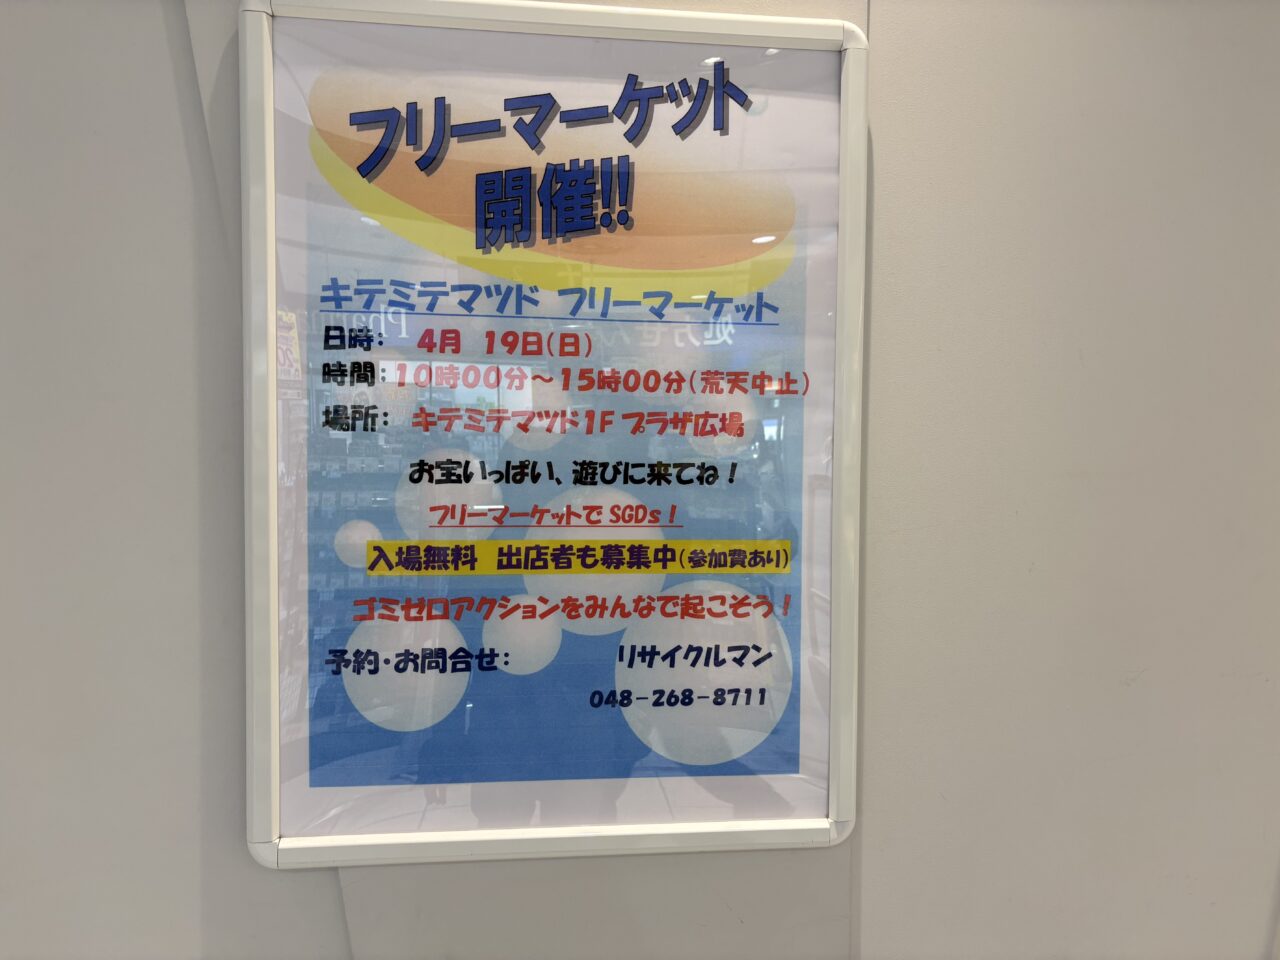 フリーマーケット
開催!!
キテミテマツド フリーマーケット
日時： 4月 19日(日)
時間：10時00分～15時00分(荒天中止)
場所： キテミテマツド1F プラザ広場
お宝いっぱい、遊びに来てね！
フリーマーケットで SGDs！
入場無料 出店者も募集中(参加費あり)
ゴミゼロアクションをみんなで起こそう！
予約・お問合せ： リサイクルマン
048-268-8711